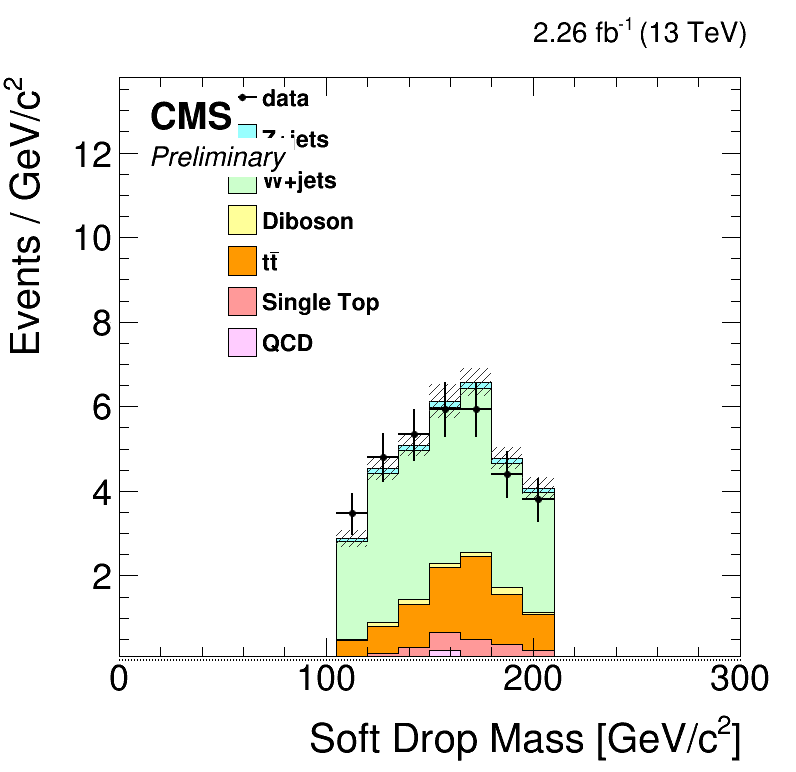 2.26 fb-1 (13 TeV)
Events / GeV/c2
CMS
Preliminary
data
Z+jets
W+jets
Diboson
tt̅
Single Top
QCD
12
10
8
6
4
2
0 100 200 300
Soft Drop Mass [GeV/c2]